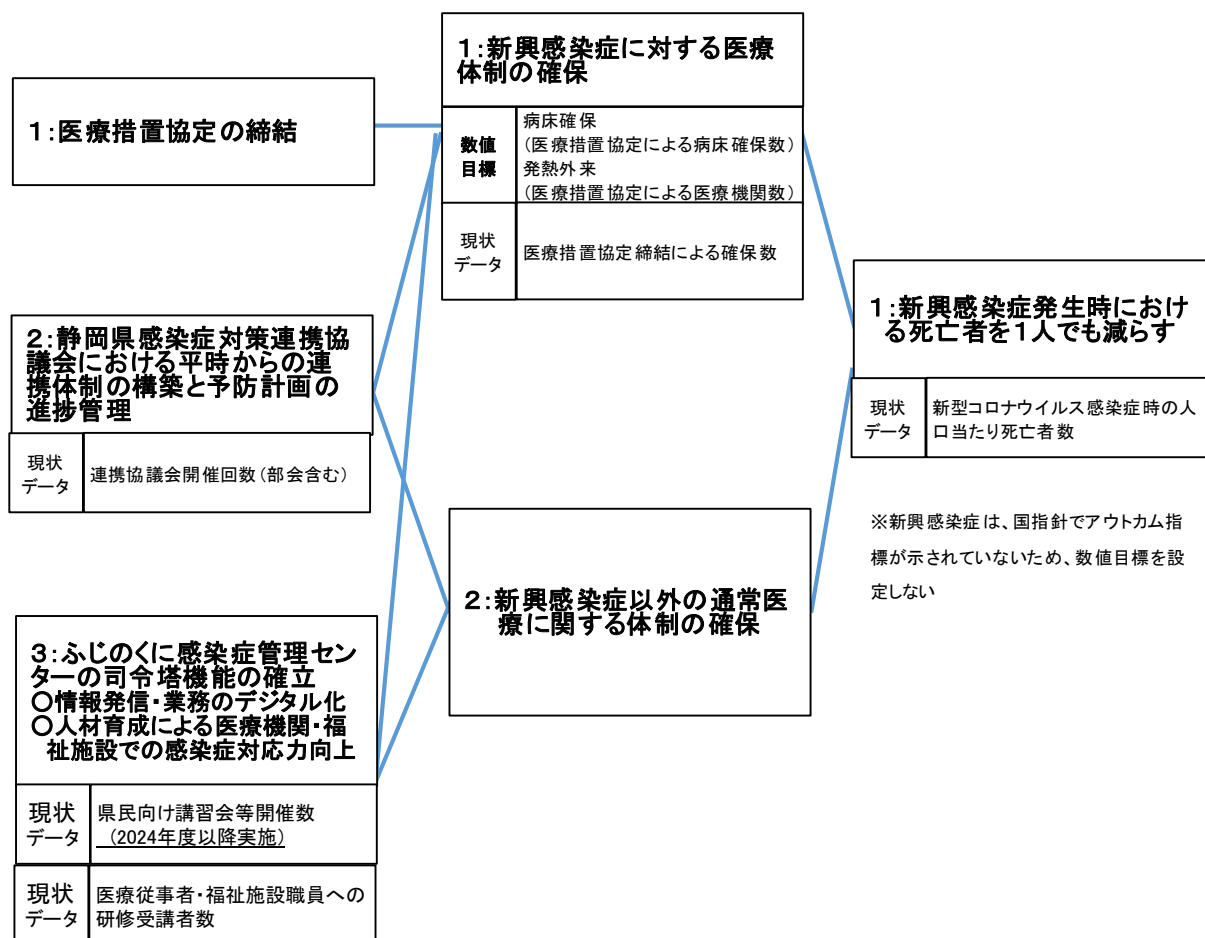 1:医療措置協定の締結
2:静岡県感染症対策連携協
議会における平時からの連
携体制の構築と予防計画の
進捗管理
現状
データ
連携協議会開催回数(部会含む)
3:ふじのくに感染症管理セン
ターの司令塔機能の確立
○情報発信・業務のデジタル化
○人材育成による医療機関・福
祉施設での感染症対応力向上
現状
データ
県民向け講習会等開催数
(2024年度以降実施)
現状
データ
医療従事者・福祉施設職員への
研修受講者数
1:新興感染症に対する医療
体制の確保
数値
目標
病床確保
(医療措置協定による病床確保数)
発熱外来
(医療措置協定による医療機関数)
現状
データ
医療措置協定締結による確保数
2:新興感染症以外の通常医
療に関する体制の確保
1:新興感染症発生時におけ
る死亡者を1人でも減らす
現状
データ
新型コロナウイルス感染症時の人
口当たり死亡者数
※新興感染症は、国指針でアウトカム指
標が示されていないため、数値目標を設
定しない